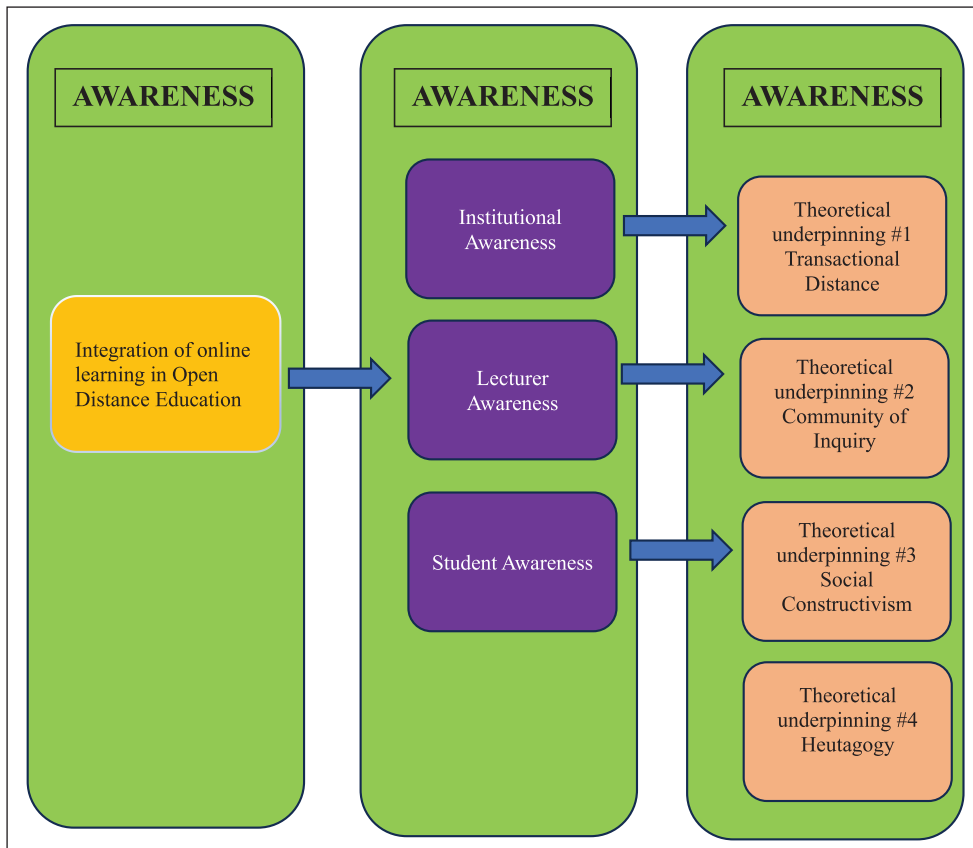 AWARENESS
Integration of online
learning in Open
Distance Education
AWARENESS
Institutional
Awareness
Lecturer
Awareness
Student Awareness
AWARENESS
Theoretical
underpinning #1
Transactional
Distance
Theoretical
underpinning #2
Community of
Inquiry
Theoretical
underpinning #3
Social
Constructivism
Theoretical
underpinning #4
Heutagogy